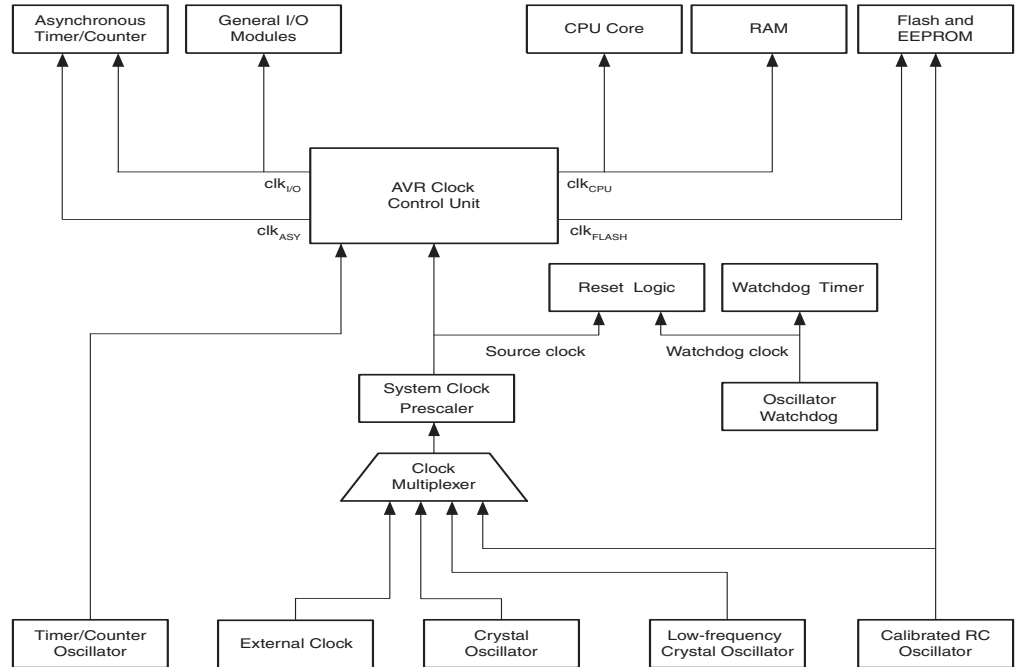 Asynchronous
Timer/Counter
General I/O
Modules
CPU Core
RAM
Flash and
EEPROM
clkI/O
AVR Clock
Control Unit
clkCPU
clkASY
clkFLASH
Reset Logic
Watchdog Timer
Source clock
Watchdog clock
System Clock
Prescaler
Oscillator
Watchdog
Clock
Multiplexer
Timer/Counter
Oscillator
External Clock
Crystal
Oscillator
Low-frequency
Crystal Oscillator
Calibrated RC
Oscillator